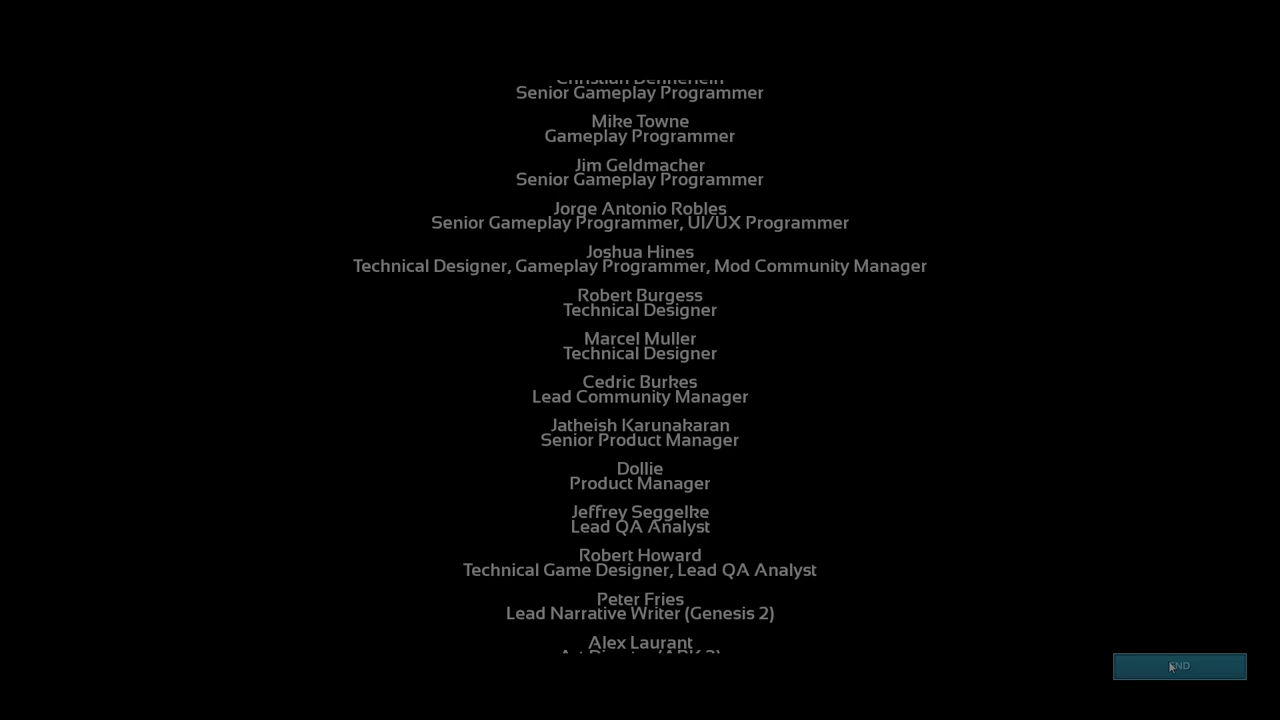 Senior Gameplay Programmer
Mike Towne
Gameplay Programmer
Jim Geldmacher
Senior Gameplay Programmer
Jorge Antonio Robles
Senior Gameplay Programmer, UI/UX Programmer
Joshua Hines
Technical Designer, Gameplay Programmer, Mod Community Manager
Robert Burgess
Technical Designer
Marcel Muller
Technical Designer
Cedric Burkes
Lead Community Manager
Jatheish Karunakaran
Senior Product Manager
Dollie
Product Manager
Jeffrey Seggelke
Lead QA Analyst
Robert Howard
Technical Game Designer, Lead QA Analyst
Peter Fries
Lead Narrative Writer (Genesis 2)
Alex Laurant
END